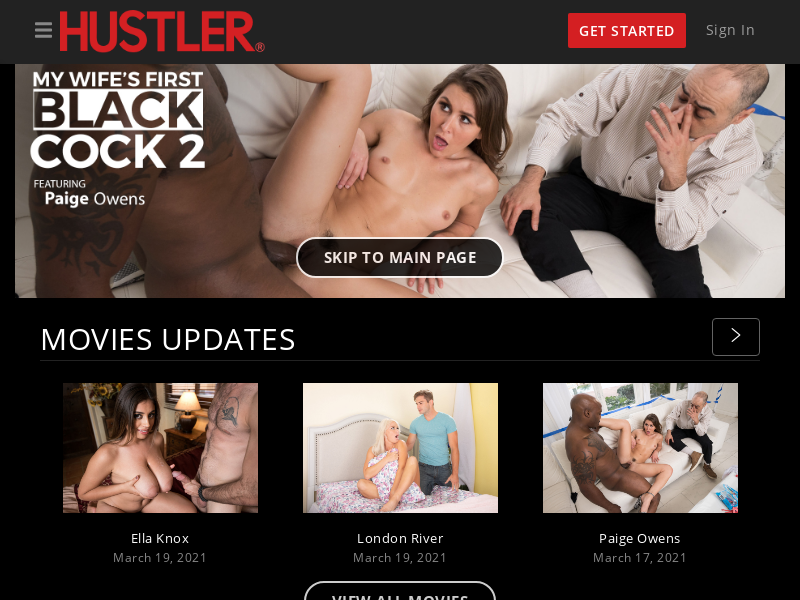 HUSTLER®
GET STARTED
Sign In
MY WIFE'S FIRST
BLACK
COCK 2
FEATURING
Paige Owens
SKIP TO MAIN PAGE
MOVIES UPDATES
Ella Knox
March 19, 2021
London River
March 19, 2021
Paige Owens
March 17, 2021
VIEW ALL MOVIES